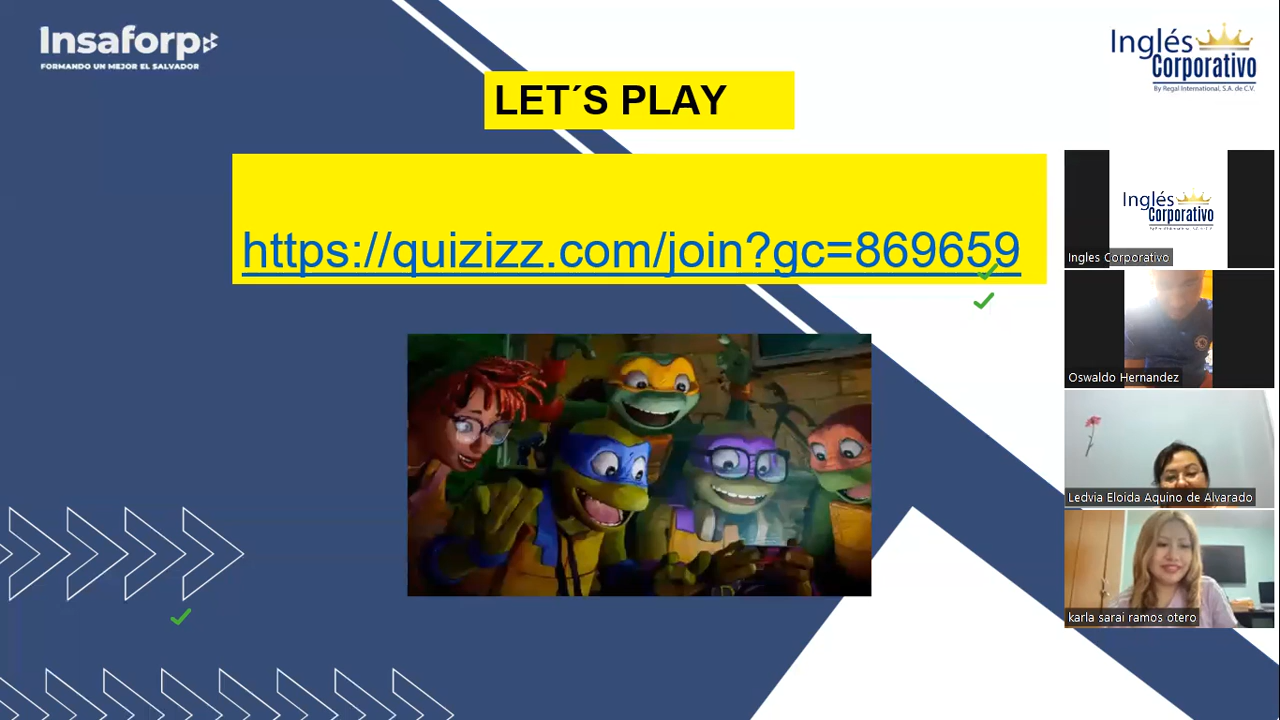 Insaforp
FORMANDO UN MEJOR EL SALVADOR
Inglés
Corporativo
By Regal International, S.A. de C.V.
LET´S PLAY
https://quizizz.com/join?gc=869659
Inglés
Corporativo
Ingles Corporativo
Oswaldo Hernandez
Ledvia Eloida Aquino de Alvarado
karla sarai ramos otero